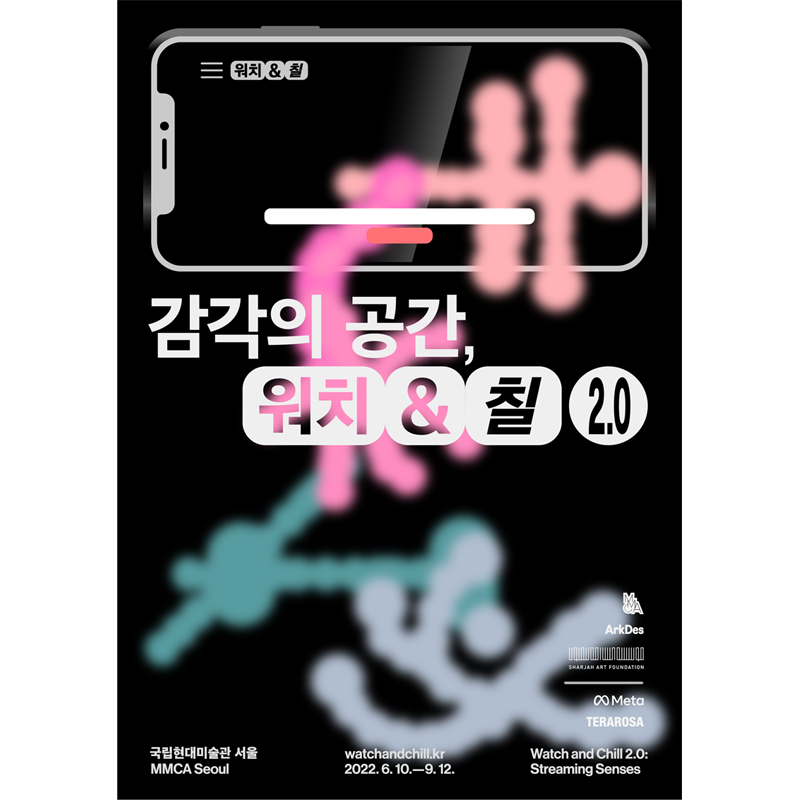 워치 & 칠
감각의 공간,
워치 & 칠 2.0
M+
CA
ArkDes
SHARJAH ART FOUNDATION
Meta
TERAROSA
국립현대미술관 서울
MMCA Seoul
watchandchill.kr
2022. 6. 10.—9. 12.
Watch and Chill 2.0:
Streaming Senses